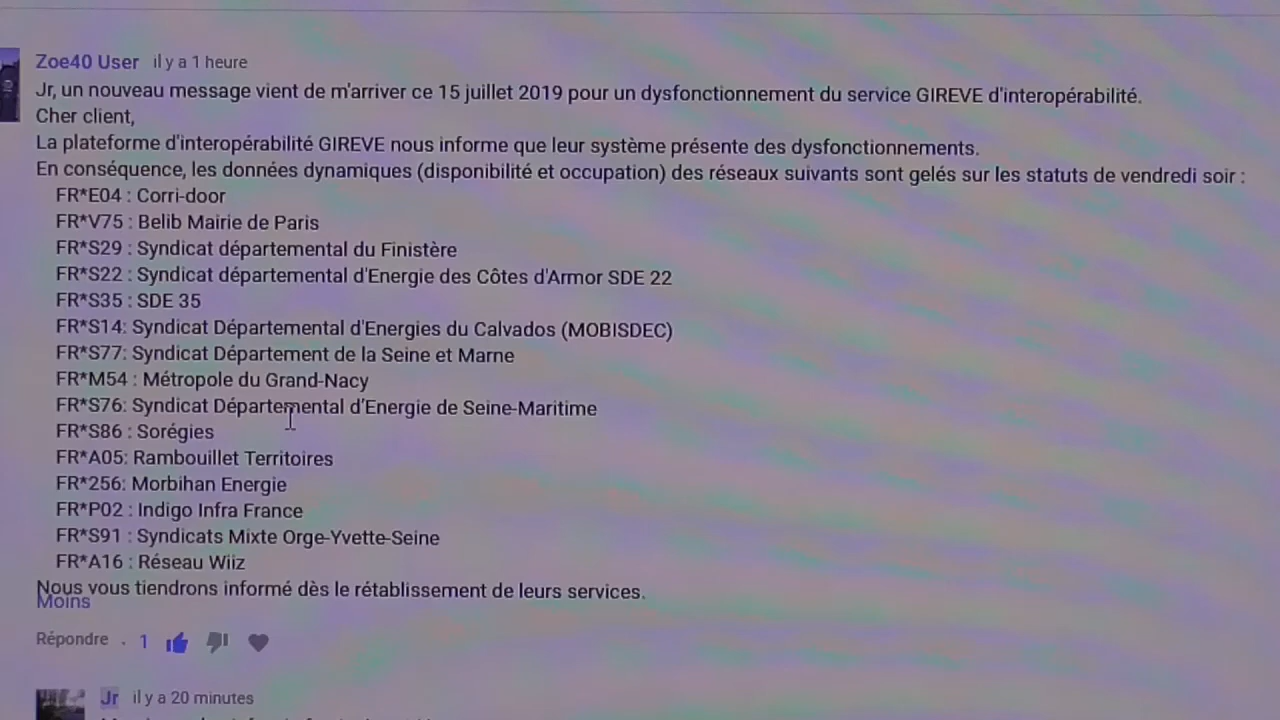 Zoe40 User il y a 1 heure
Jr, un nouveau message vient de m'arriver ce 15 juillet 2019 pour un dysfonctionnement du service GIREVE d'interopérabilité.
Cher client,
La plateforme d'interopérabilité GIREVE nous informe que leur système présente des dysfonctionnements.
En conséquence, les données dynamiques (disponibilité et occupation) des réseaux suivants sont gelés sur les statuts de vendredi soir :
FR*E04 : Corri-door
FR*V75 : Belib Mairie de Paris
FR*S29 : Syndicat départemental du Finistère
FR*S22 : Syndicat départemental d'Energie des Côtes d'Armor SDE 22
FR*S35 : SDE 35
FR*S14: Syndicat Départemental d'Energies du Calvados (MOBISDEC)
FR*S77: Syndicat Département de la Seine et Marne
FR*M54 : Métropole du Grand-Nacy
FR*S76: Syndicat Départemental d'Energie de Seine-Maritime
FR*S86 : Sorégies
FR*A05: Rambouillet Territoires
FR*256: Morbihan Energie
FR*P02 : Indigo Infra France
FR*S91 : Syndicats Mixte Orge-Yvette-Seine
FR*A16 : Réseau Wiiz
Nous vous tiendrons informé dès le rétablissement de leurs services.
Moins
Répondre . 1
Jr il y a 20 minutes